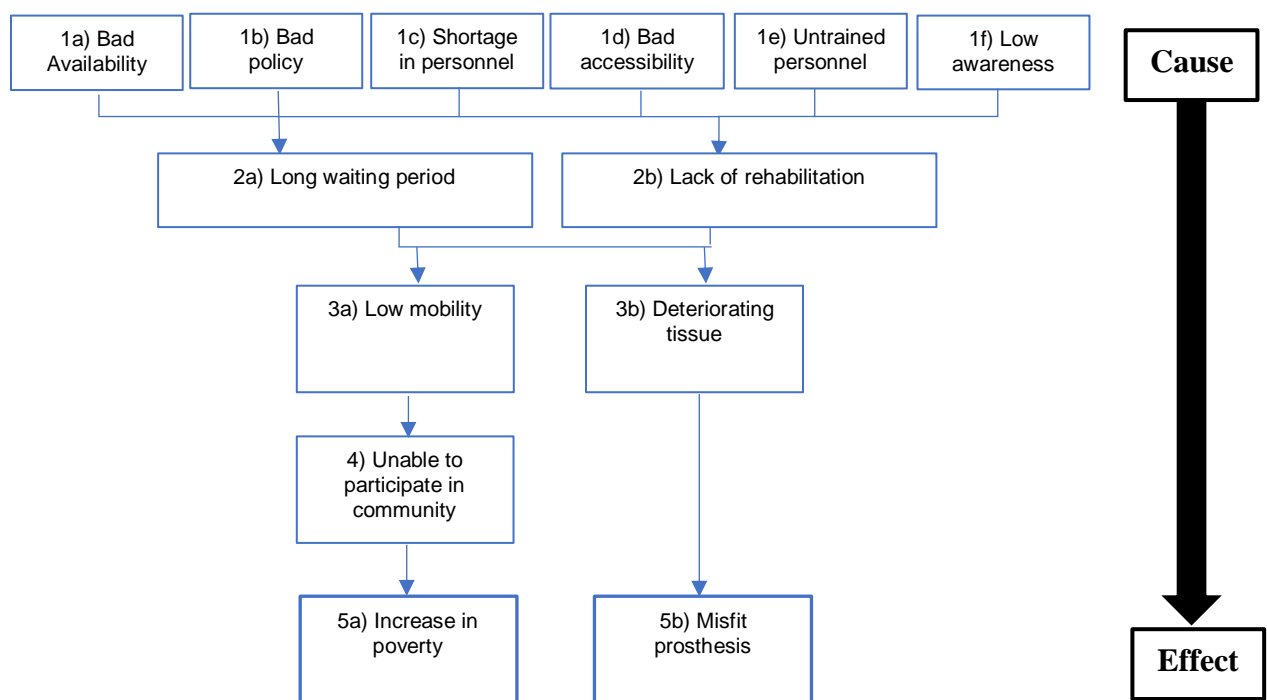 1a) Bad
Availability
1b) Bad
policy
1c) Shortage
in personnel
1d) Bad
accessibility
1e) Untrained
personnel
1f) Low
awareness
Cause
2a) Long waiting period
2b) Lack of rehabilitation
3a) Low mobility
3b) Deteriorating
tissue
4) Unable to
participate in
community
5a) Increase in
poverty
5b) Misfit
prosthesis
Effect